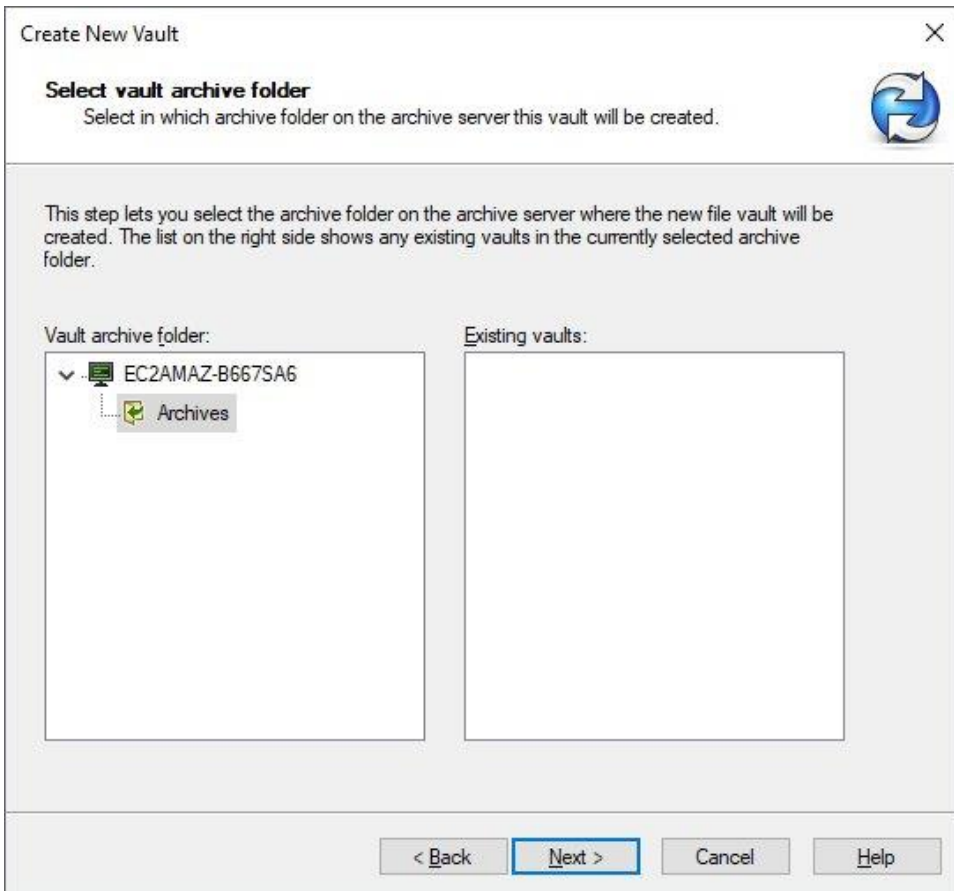 Create New Vault
Select vault archive folder
Select in which archive folder on the archive server this vault will be created.
This step lets you select the archive folder on the archive server where the new file vault will be
created. The list on the right side shows any existing vaults in the currently selected archive
folder.
Vault archive folder:
Existing vaults:
EC2AMAZ-B667SA6
Archives
< Back
Next >
Cancel
Help